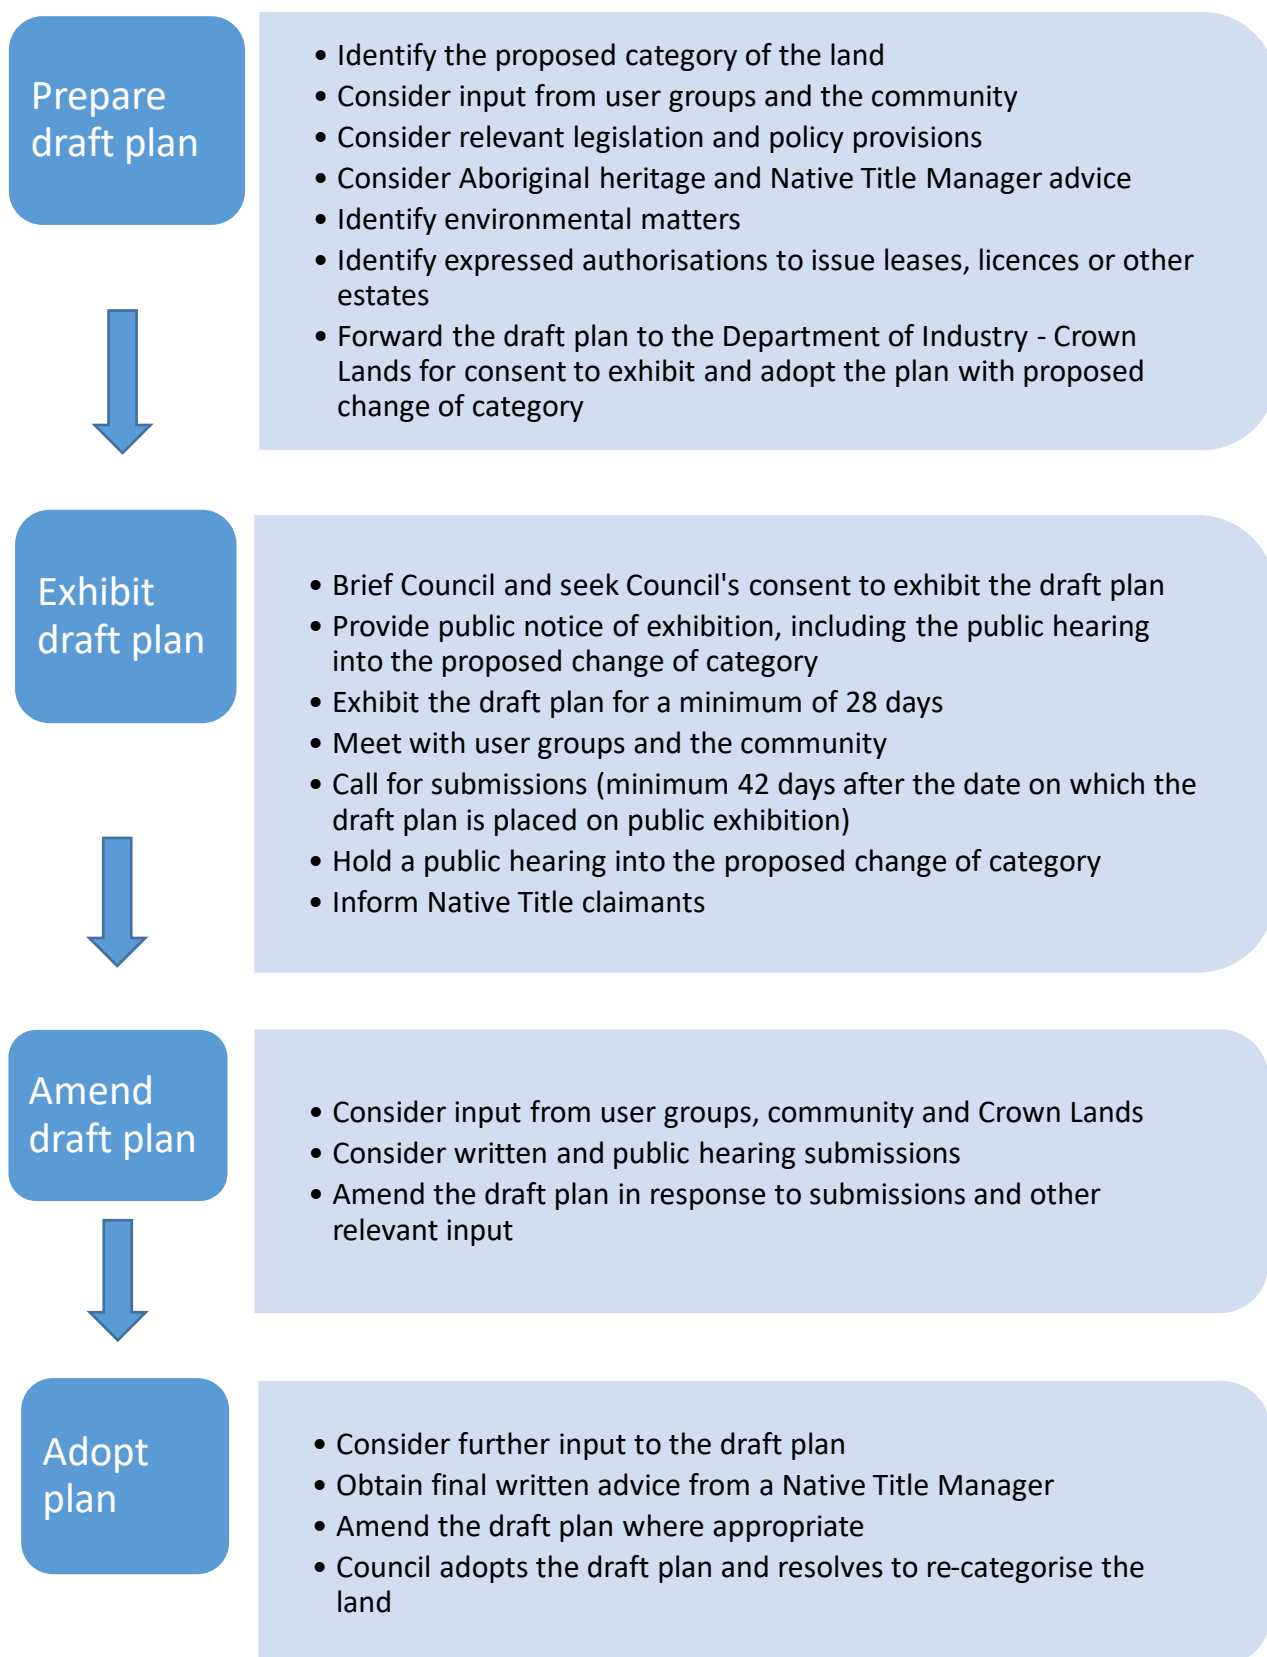 Prepare
draft plan
• Identify the proposed category of the land
• Consider input from user groups and the community
• Consider relevant legislation and policy provisions
• Consider Aboriginal heritage and Native Title Manager advice
• Identify environmental matters
• Identify expressed authorisations to issue leases, licences or other
estates
• Forward the draft plan to the Department of Industry - Crown
Lands for consent to exhibit and adopt the plan with proposed
change of category
Exhibit
draft plan
• Brief Council and seek Council's consent to exhibit the draft plan
• Provide public notice of exhibition, including the public hearing
into the proposed change of category
• Exhibit the draft plan for a minimum of 28 days
• Meet with user groups and the community
• Call for submissions (minimum 42 days after the date on which the
draft plan is placed on public exhibition)
• Hold a public hearing into the proposed change of category
• Inform Native Title claimants
Amend
draft plan
• Consider input from user groups, community and Crown Lands
• Consider written and public hearing submissions
• Amend the draft plan in response to submissions and other
relevant input
Adopt
plan
• Consider further input to the draft plan
• Obtain final written advice from a Native Title Manager
• Amend the draft plan where appropriate
• Council adopts the draft plan and resolves to re-categorise the
land